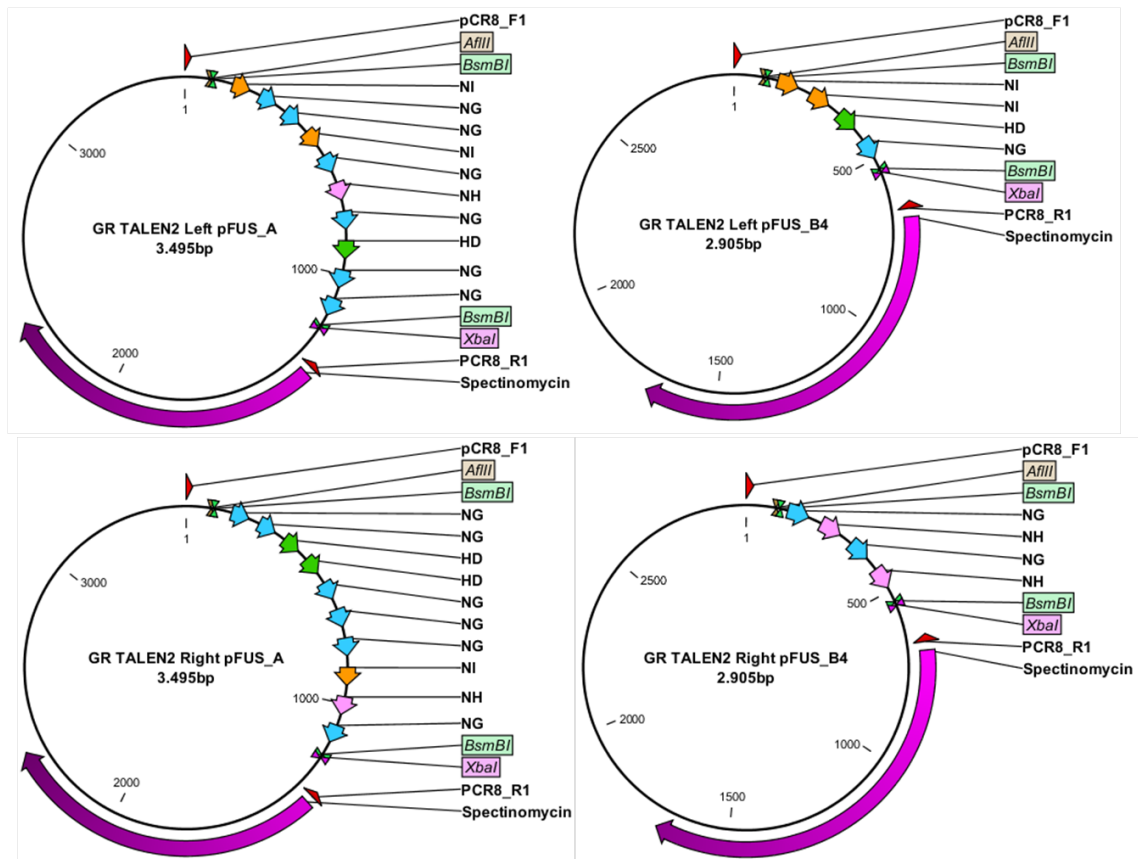 pCR8_F1
AflII
BsmBI
NI
NG
NG
NI
NG
NH
NG
HD
NG
NG
BsmBI
XbaI
PCR8_R1
Spectinomycin
1
1000
2000
3000
GR TALEN2 Left pFUS_A
3.495bp
pCR8_F1
AflII
BsmBI
NI
NI
HD
NG
BsmBI
XbaI
PCR8_R1
Spectinomycin
1
500
1000
1500
2000
2500
GR TALEN2 Left pFUS_B4
2.905bp
pCR8_F1
AflII
BsmBI
NG
NG
HD
HD
NG
NG
NG
NI
NH
NG
BsmBI
XbaI
PCR8_R1
Spectinomycin
1
1000
2000
3000
GR TALEN2 Right pFUS_A
3.495bp
pCR8_F1
AflII
BsmBI
NG
NH
NG
NH
BsmBI
XbaI
PCR8_R1
Spectinomycin
1
500
1000
1500
2000
2500
GR TALEN2 Right pFUS_B4
2.905bp